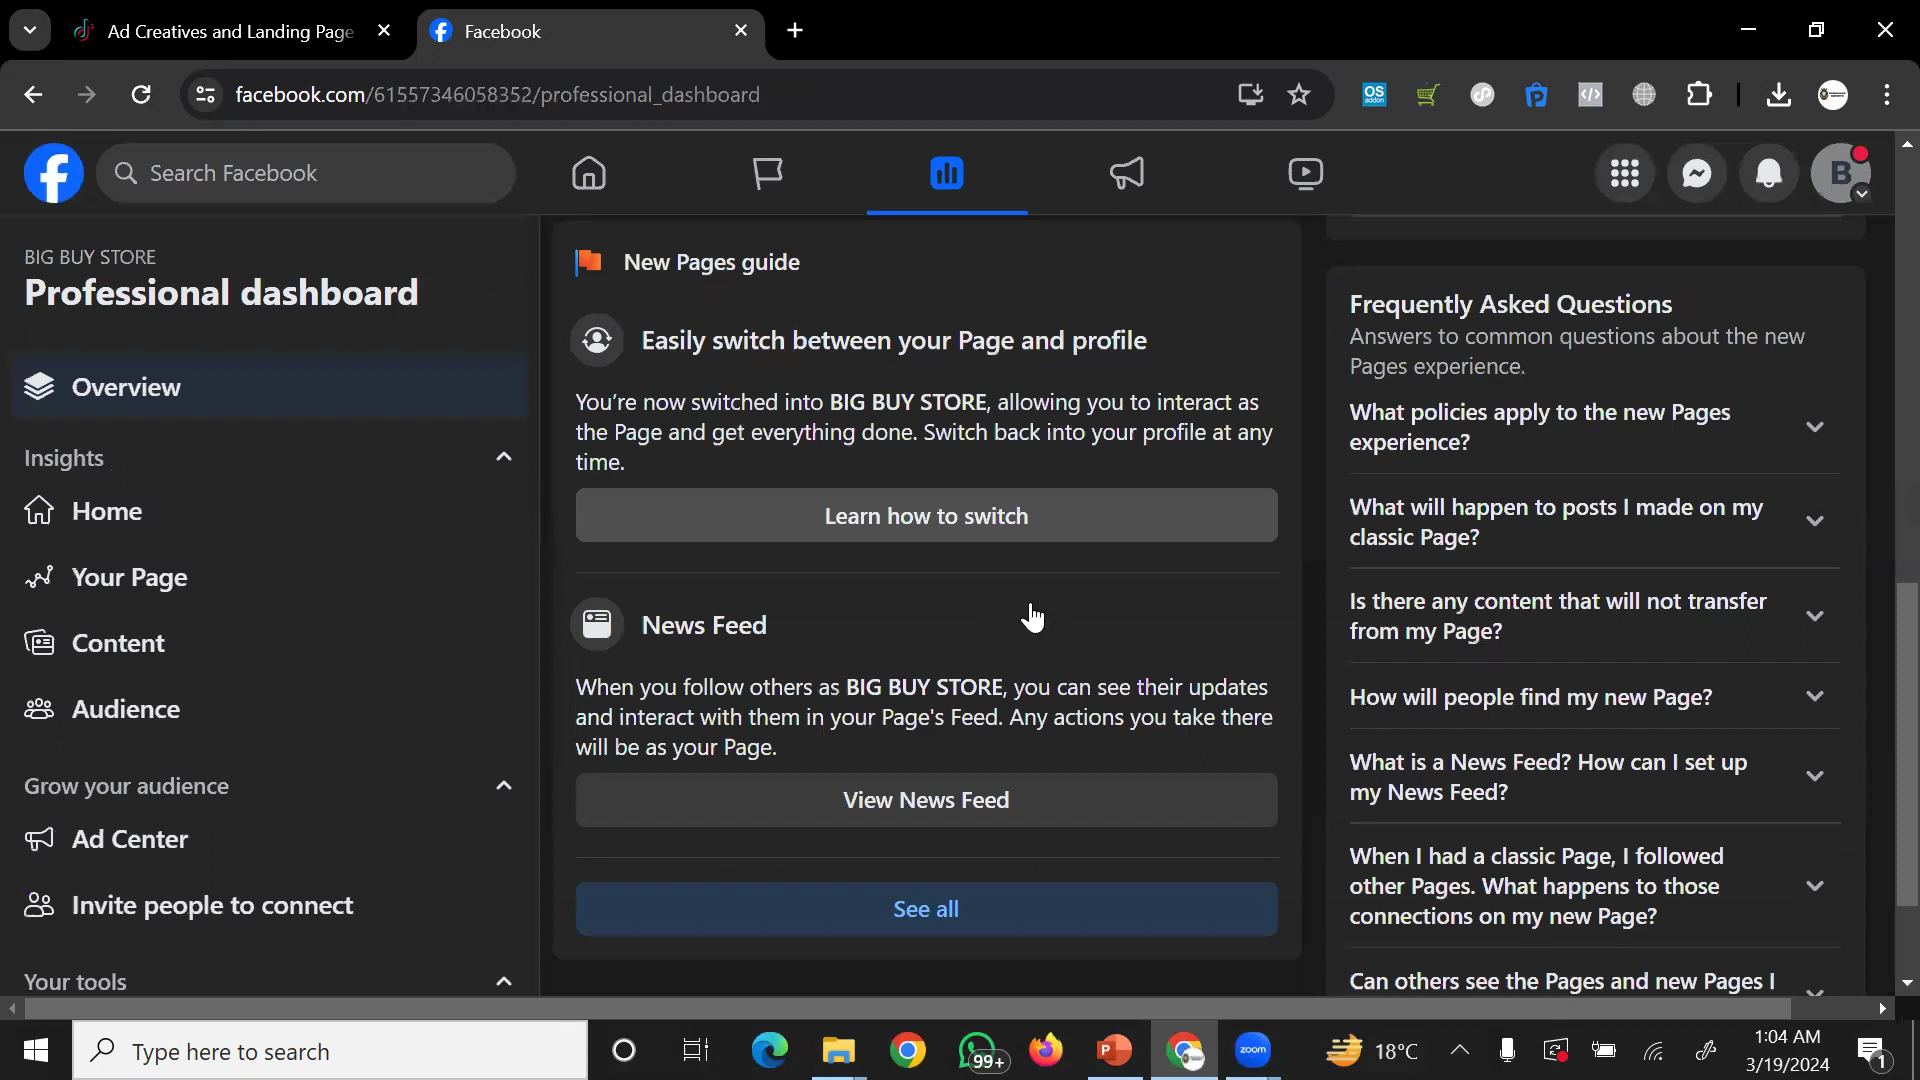 Ad Creatives and Landing Page
Facebook
facebook.com/61557346058352/professional_dashboard
OS
addon
Search Facebook
B
BIG BUY STORE
Professional dashboard
Overview
Insights
Home
Your Page
Content
Audience
Grow your audience
Ad Center
Invite people to connect
Your tools
New Pages guide
Easily switch between your Page and profile
You're now switched into BIG BUY STORE, allowing you to interact as
the Page and get everything done. Switch back into your profile at any
time.
Learn how to switch
News Feed
When you follow others as BIG BUY STORE, you can see their updates
and interact with them in your Page's Feed. Any actions you take there
will be as your Page.
View News Feed
See all
Frequently Asked Questions
Answers to common questions about the new
Pages experience.
What policies apply to the new Pages
experience?
What will happen to posts I made on my
classic Page?
Is there any content that will not transfer
from my Page?
How will people find my new Page?
What is a News Feed? How can I set up
my News Feed?
When I had a classic Page, I followed
other Pages. What happens to those
connections on my new Page?
Can others see the Pages and new Pages I
Type here to search
99+
P
zoom
18°C
1:04 AM
3/19/2024
1